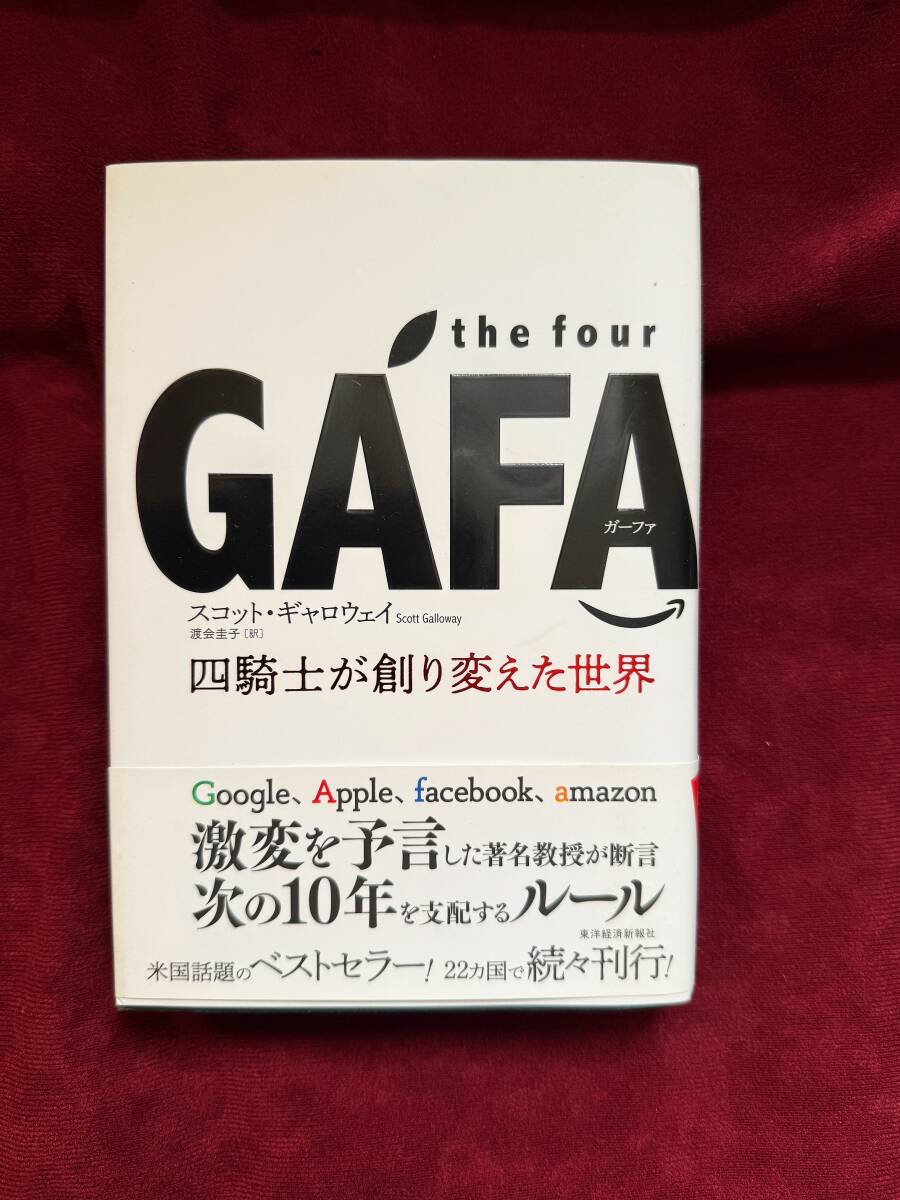 the four
GAFA
ガーファ
スコット・ギャロウェイ Scott Galloway
渡会圭子[訳]
四騎士が創り変えた世界
Google、Apple、facebook、amazon
激変を予言した著名教授が断言
次の10年を支配するルール
東洋経済新報社
米国話題のベストセラー! 22カ国で続々刊行!